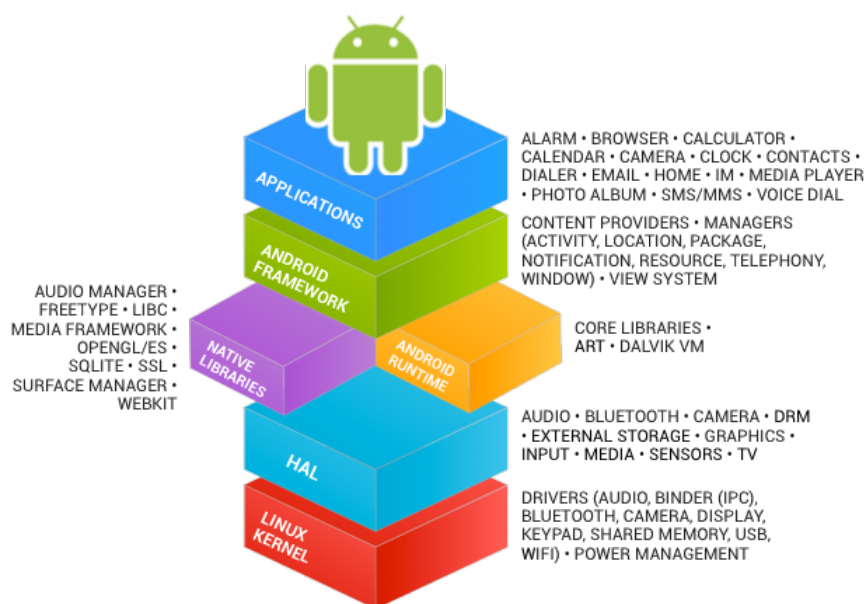 APPLICATIONS
ALARM • BROWSER • CALCULATOR •
CALENDAR • CAMERA • CLOCK • CONTACTS •
DIALER • EMAIL • HOME • IM • MEDIA PLAYER
• PHOTO ALBUM • SMS/MMS • VOICE DIAL
ANDROID
FRAMEWORK
CONTENT PROVIDERS • MANAGERS
(ACTIVITY, LOCATION, PACKAGE,
NOTIFICATION, RESOURCE, TELEPHONY,
WINDOW) • VIEW SYSTEM
AUDIO MANAGER •
FREETYPE • LIBC •
MEDIA FRAMEWORK •
OPENGL/ES •
SQLITE • SSL •
SURFACE MANAGER •
WEBKIT
NATIVE
LIBRARIES
ANDROID
RUNTIME
CORE LIBRARIES •
ART • DALVIK VM
HAL
AUDIO • BLUETOOTH • CAMERA • DRM
• EXTERNAL STORAGE • GRAPHICS •
INPUT • MEDIA • SENSORS • TV
LINUX
KERNEL
DRIVERS (AUDIO, BINDER (IPC),
BLUETOOTH, CAMERA, DISPLAY,
KEYPAD, SHARED MEMORY, USB,
WIFI) • POWER MANAGEMENT